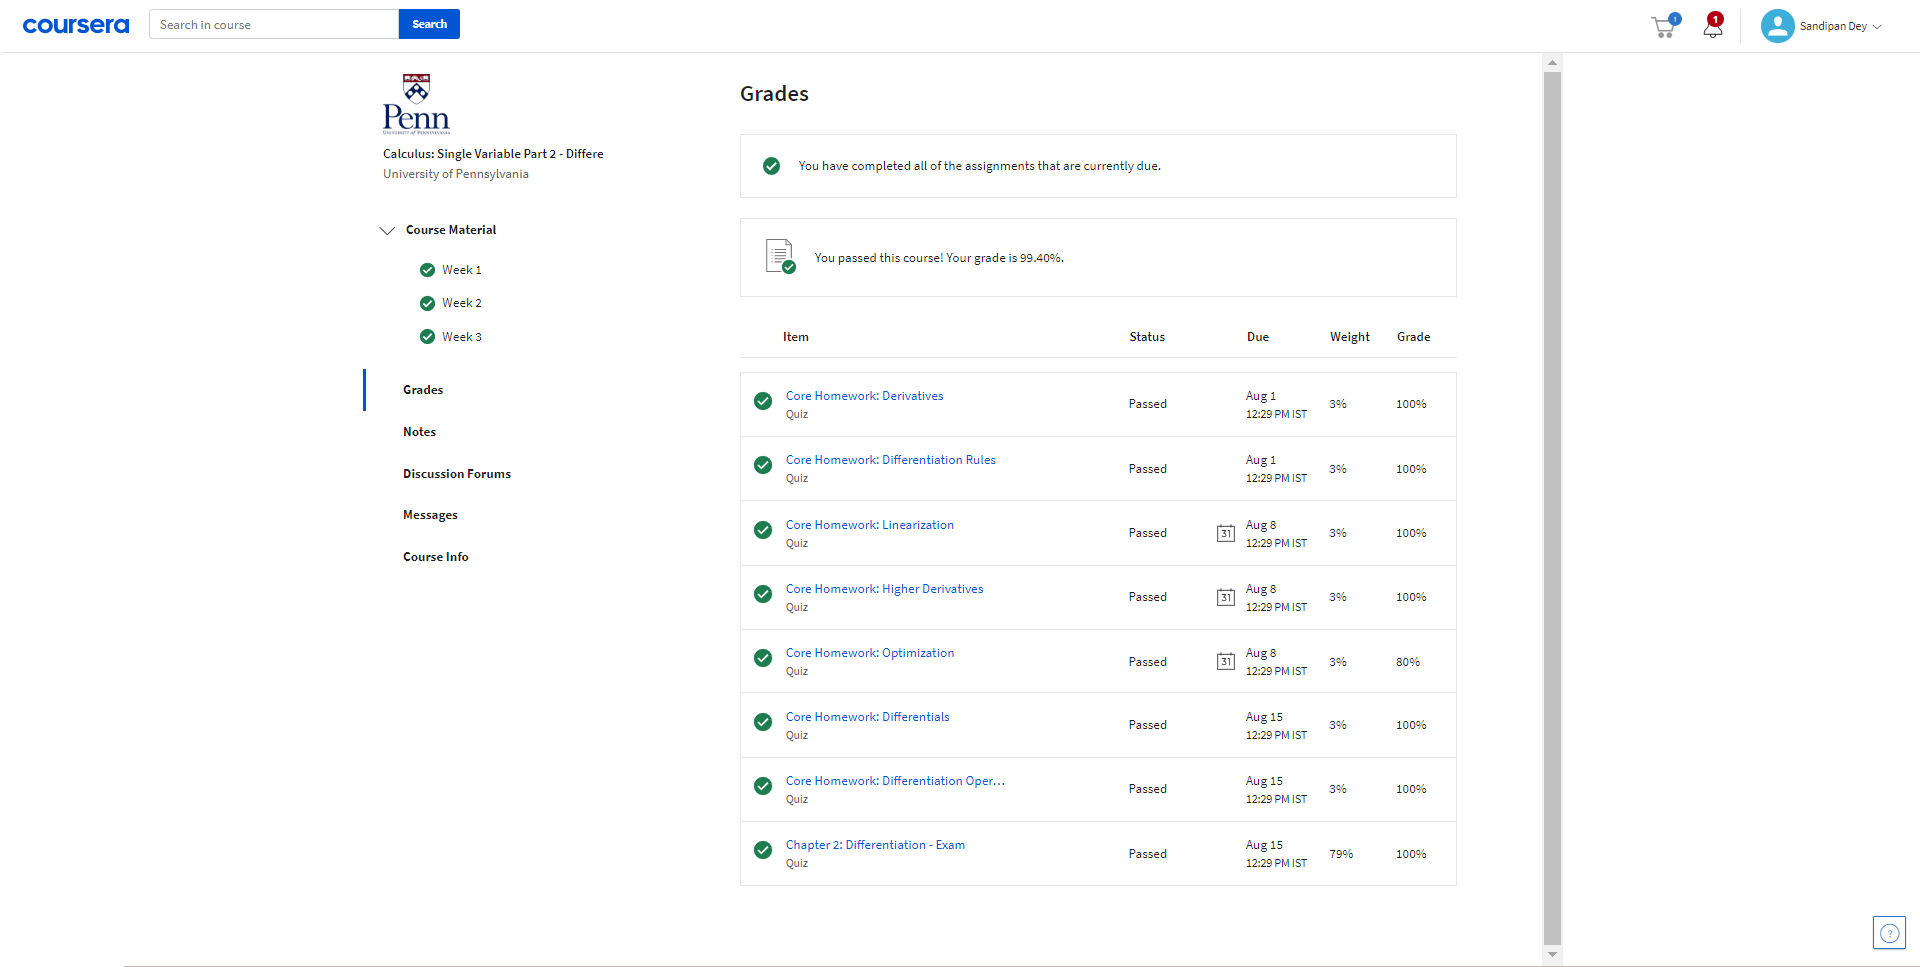 coursera
Search in course
Search
1
1
Sandipan Dey
Penn
UNIVERSITY of PENNSYLVANIA
Calculus: Single Variable Part 2 - Differe
University of Pennsylvania
Course Material
Week 1
Week 2
Week 3
Grades
Notes
Discussion Forums
Messages
Course Info
Grades
You have completed all of the assignments that are currently due.
You passed this course! Your grade is 99.40%.
Item Status Due Weight Grade
Core Homework: Derivatives
Quiz
Passed
Aug 1
12:29 PM IST
3%
100%
Core Homework: Differentiation Rules
Quiz
Passed
Aug 1
12:29 PM IST
3%
100%
Core Homework: Linearization
Quiz
Passed
31
Aug 8
12:29 PM IST
3%
100%
Core Homework: Higher Derivatives
Quiz
Passed
31
Aug 8
12:29 PM IST
3%
100%
Core Homework: Optimization
Quiz
Passed
31
Aug 8
12:29 PM IST
3%
80%
Core Homework: Differentials
Quiz
Passed
Aug 15
12:29 PM IST
3%
100%
Core Homework: Differentiation Oper...
Quiz
Passed
Aug 15
12:29 PM IST
3%
100%
Chapter 2: Differentiation - Exam
Quiz
Passed
Aug 15
12:29 PM IST
79%
100%
?